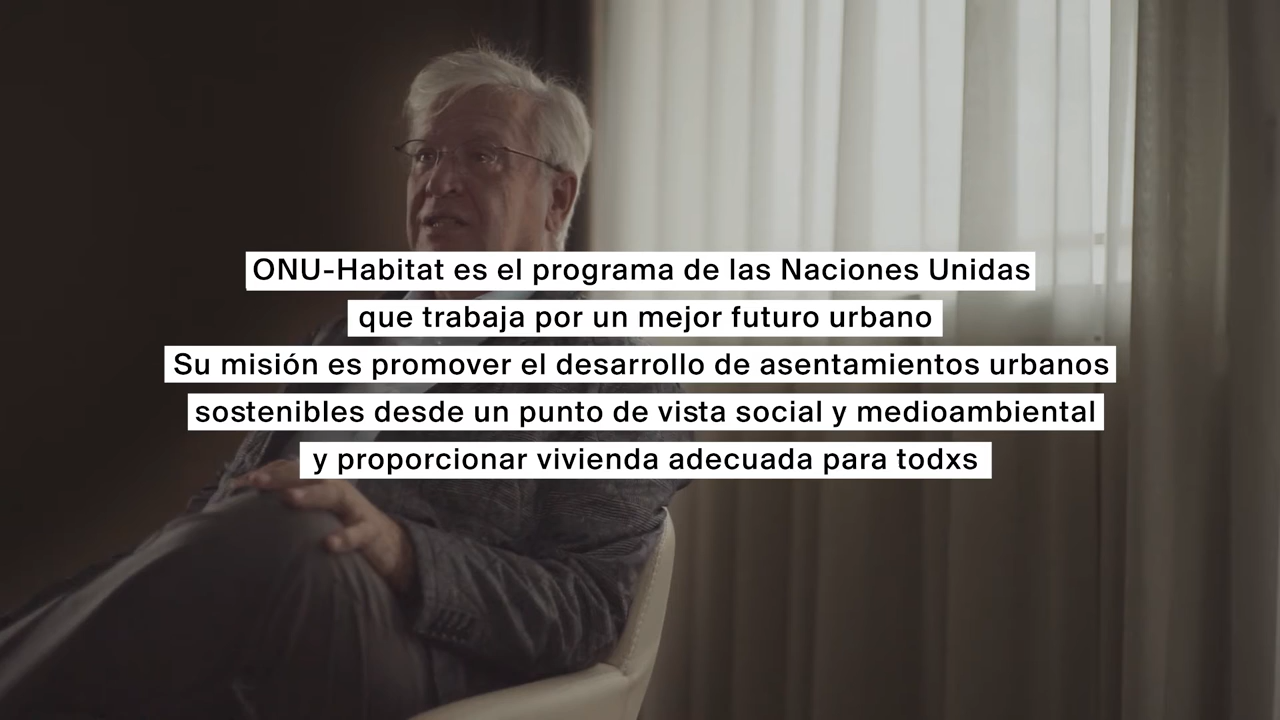 ONU-Habitat es el programa de las Naciones Unidas
que trabaja por un mejor futuro urbano
Su misión es promover el desarrollo de asentamientos urbanos
sostenibles desde un punto de vista social y medioambiental
y proporcionar vivienda adecuada para todxs